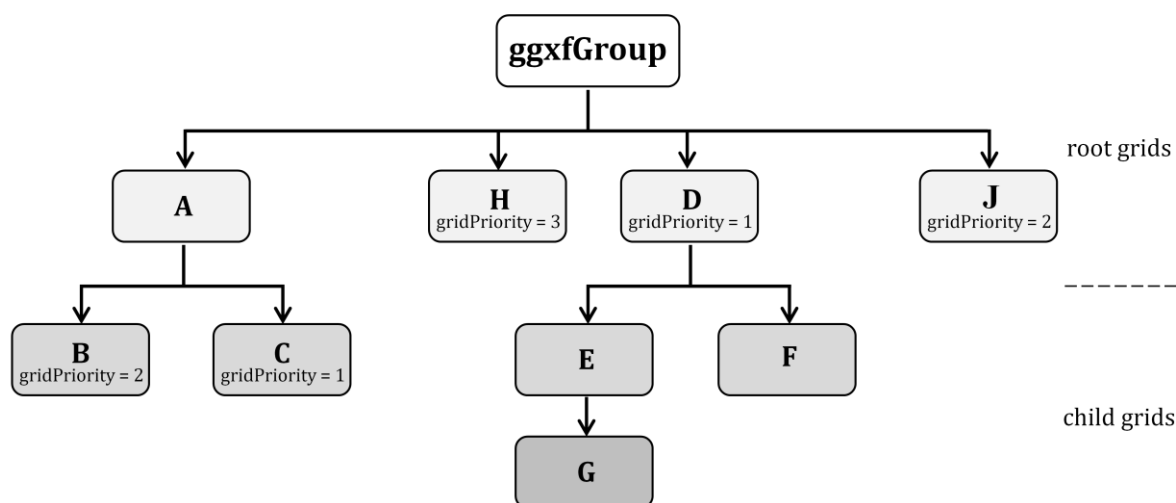 ggxfGroup
root grids
A
H
gridPriority = 3
D
gridPriority = 1
J
gridPriority = 2
B
gridPriority = 2
C
gridPriority = 1
E
F
child grids
G